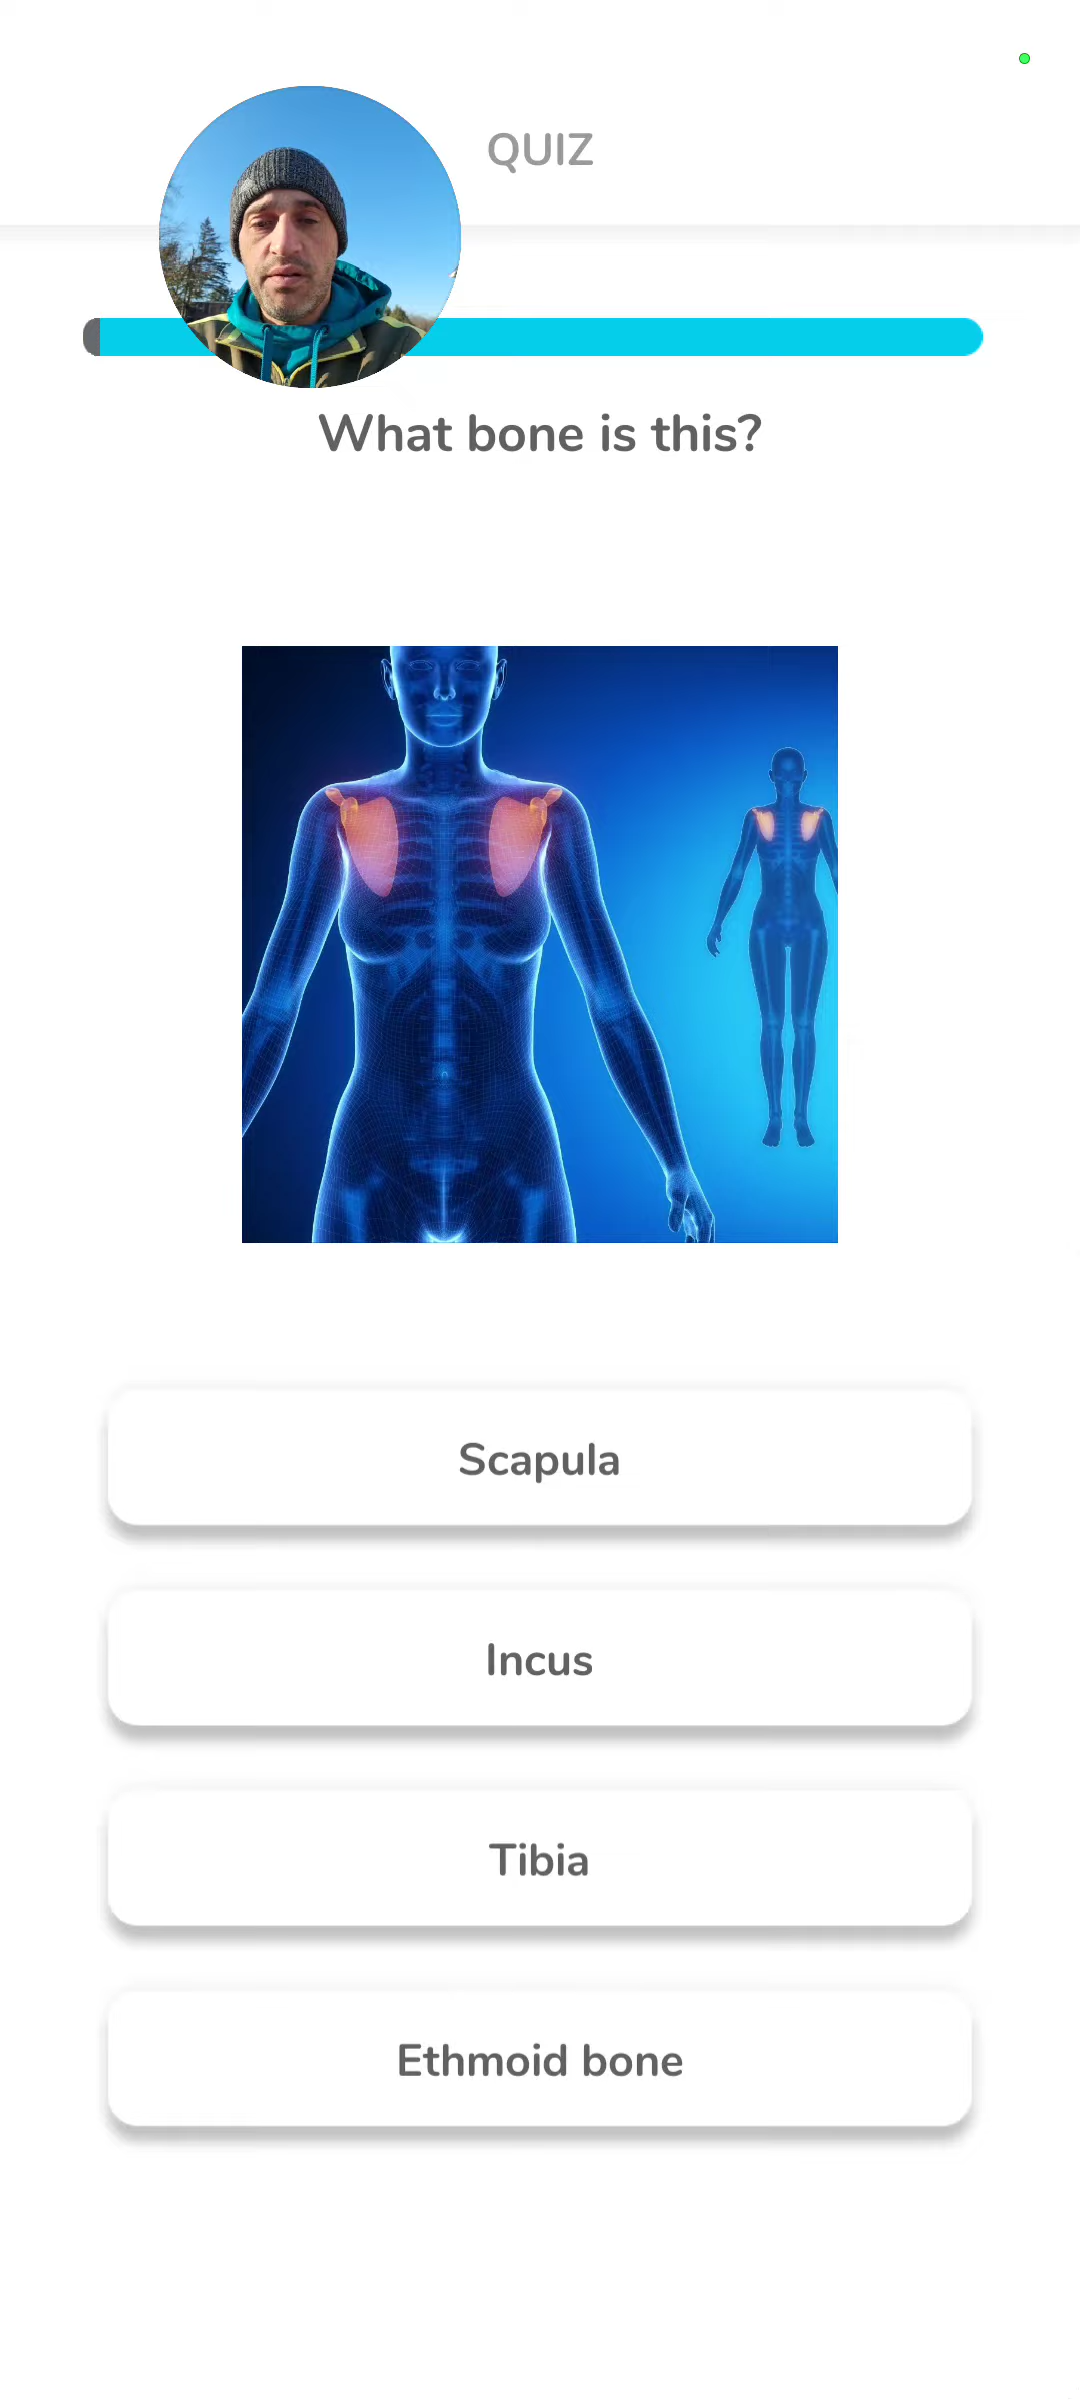 QUIZ
What bone is this?
Scapula
Incus
Tibia
Ethmoid bone